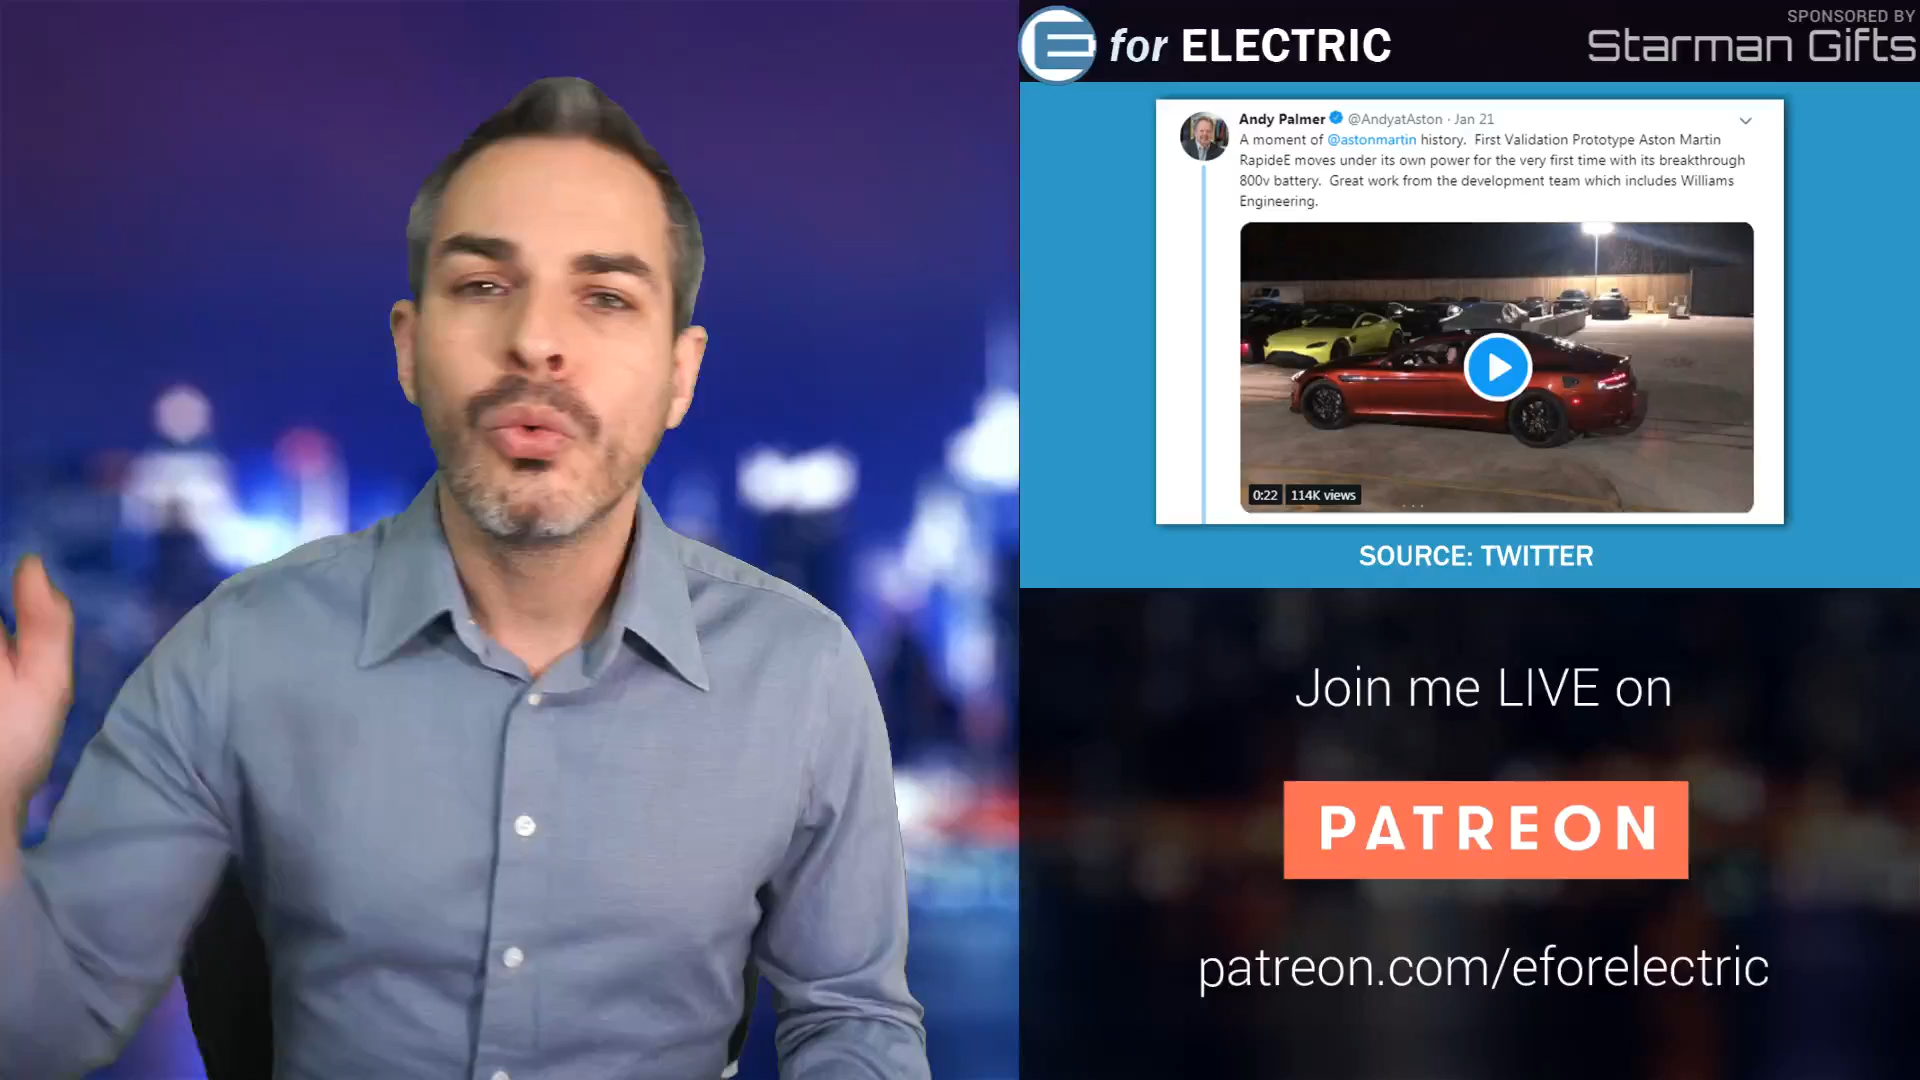 E for ELECTRIC
SPONSORED BY
Starman Gifts
Andy Palmer @AndyatAston · Jan 21
A moment of @astonmartin history. First Validation Prototype Aston Martin
RapideE moves under its own power for the very first time with its breakthrough
800v battery. Great work from the development team which includes Williams
Engineering.
0:22 114K views
SOURCE: TWITTER
Join me LIVE on
PATREON
patreon.com/eforelectric